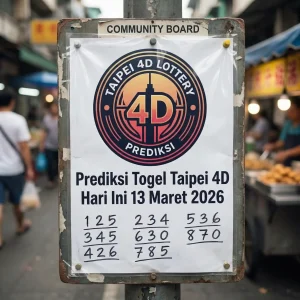 COMMUNITY BOARD
TAIPEI 4D LOTTERY
4D
PREDIKSI
Prediksi Togel Taipei 4D
Hari Ini 13 Maret 2026
125 234 536
345 630 870
426 785